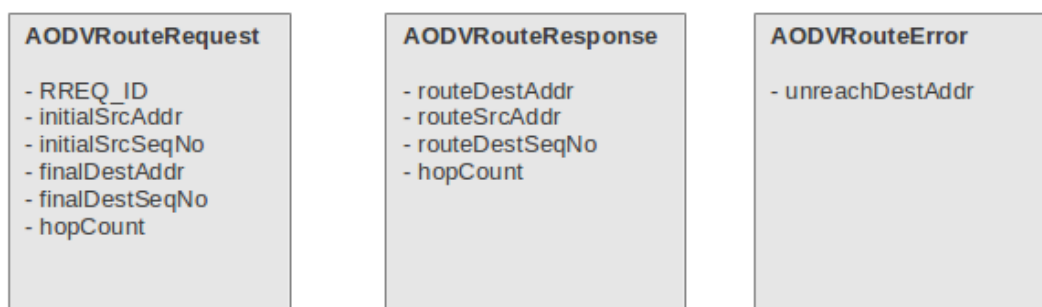 AODVRouteRequest
- RREQ_ID
- initialSrcAddr
- initialSrcSeqNo
- finalDestAddr
- finalDestSeqNo
- hopCount
AODVRouteResponse
- routeDestAddr
- routeSrcAddr
- routeDestSeqNo
- hopCount
AODVRouteError
- unreachDestAddr